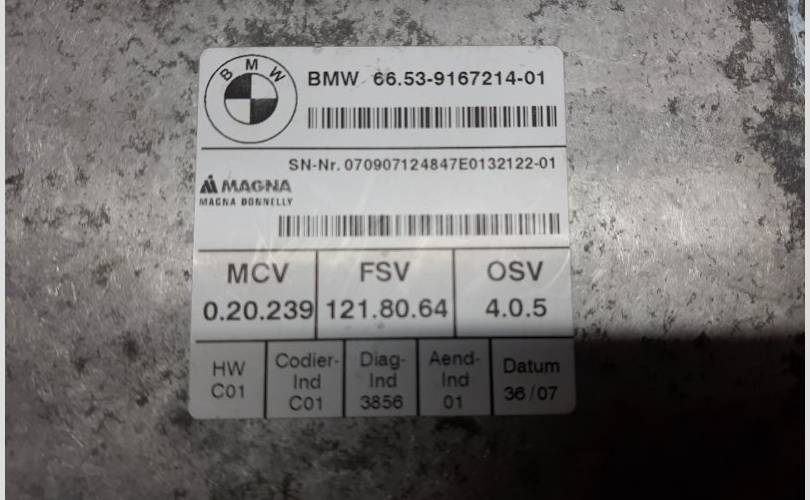 BMW
BMW 66.53-9167214-01
SN-Nr. 070907124847E0132122-01
MAGNA
MAGNA DONNELLY
MCV FSV OSV
0.20.239 121.80.64 4.0.5
HW C01
Codier-Ind C01
Diag-Ind 3856
Aend-Ind 01
Datum 36/07